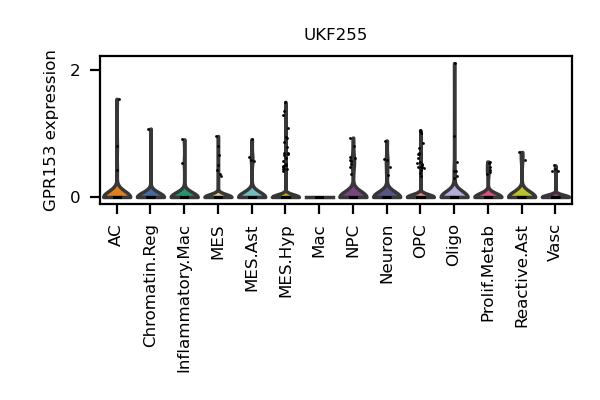 UKF255
GPR153 expression
2
0
AC
Chromatin.Reg
Inflammatory.Mac
MES
MES.Ast
MES.Hyp
Mac
NPC
Neuron
OPC
Oligo
Prolif.Metab
Reactive.Ast
Vasc